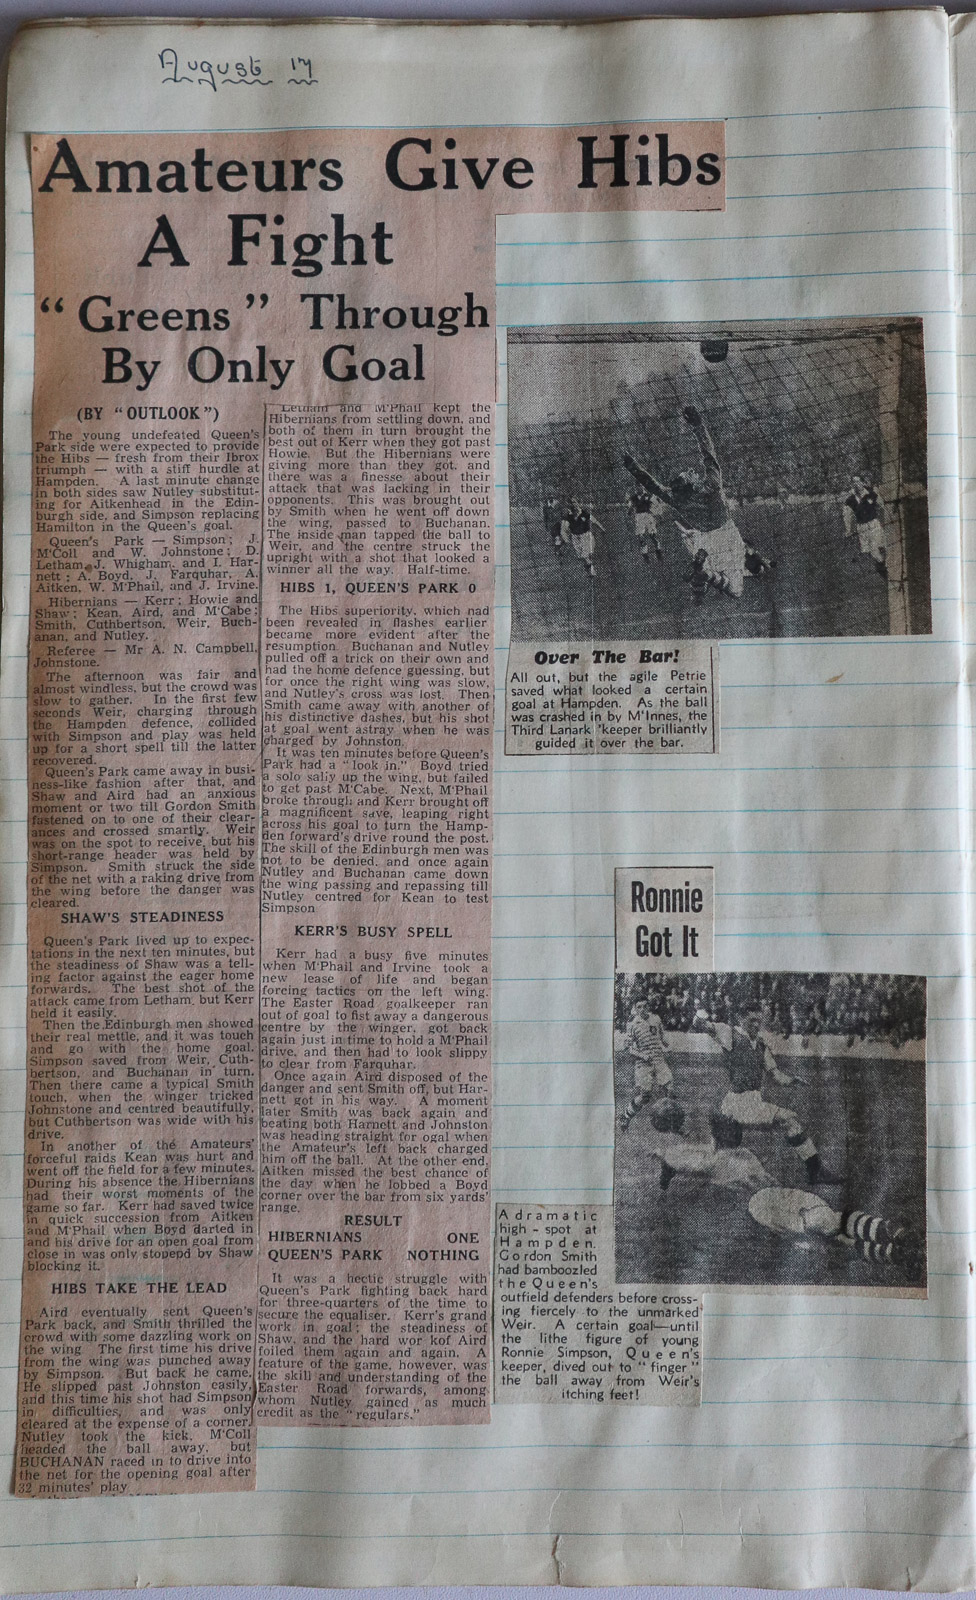 August 17
Amateurs Give Hibs
A Fight
"Greens" Through
By Only Goal
(BY "OUTLOOK")
The young undefeated Queen's
Park side were expected to provide
the Hibs — fresh from their Ibrox
triumph — with a stiff hurdle at
Hampden. A last minute change
in both sides saw Nutley substitut-
ing for Aitkenhead in the Edin-
burgh side, and Simpson replacing
Hamilton in the Queen's goal.
Queen's Park — Simpson; J.
M'Coll and W. Johnstone; D.
Letham, J. Whigham, and I. Har-
nett; A. Boyd, J. Farquhar, A.
Aitken, W. M'Phail, and J. Irvine.
Hibernians — Kerr; Howie and
Shaw; Kean, Aird, and M'Cabe;
Smith, Cuthbertson, Weir, Buch-
anan, and Nutley.
Referee — Mr A. N. Campbell,
Johnstone.
The afternoon was fair and
almost windless, but the crowd was
slow to gather. In the first few
seconds Weir, charging through
the Hampden defence, collided
with Simpson and play was held
up for a short spell till the latter
recovered.
Queen's Park came away in busi-
ness-like fashion after that, and
Shaw and Aird had an anxious
moment or two till Gordon Smith
fastened on to one of their clear-
ances and crossed smartly. Weir
was on the spot to receive, but his
short-range header was held by
Simpson. Smith struck the side
of the net with a raking drive from
the wing before the danger was
cleared.
SHAW'S STEADINESS
Queen's Park lived up to expec-
tations in the next ten minutes, but
the steadiness of Shaw was a tell-
ing factor against the eager home
forwards. The best shot of the
attack came from Letham, but Kerr
held it easily.
Then the Edinburgh men showed
their real mettle, and it was touch
and go with the home goal.
Simpson saved from Weir, Cuth-
bertson, and Buchanan in turn.
Then there came a typical Smith
touch, when the winger tricked
Johnstone and centred beautifully,
but Cuthbertson was wide with his
drive.
In another of the Amateurs'
forceful raids Kean was hurt and
went off the field for a few minutes.
During his absence the Hibernians
had their worst moments of the
game so far. Kerr had saved twice
in quick succession from Aitken
and M'Phail when Boyd darted in
and his drive for an open goal from
close in was only stopepd by Shaw
blocking it.
HIBS TAKE THE LEAD
Aird eventually sent Queen's
Park back, and Smith thrilled the
crowd with some dazzling work on
the wing The first time his drive
from the wing was punched away
by Simpson. But back he came.
He slipped past Johnston easily,
and this time his shot had Simpson
in difficulties, and was only
cleared at the expense of a corner.
Nutley took the kick, M'Coll
headed the ball away, but
BUCHANAN raced in to drive into
the net for the opening goal after
32 minutes' play
Letham and M'Phail kept the
Hibernians from settling down, and
both of them in turn brought the
best out of Kerr when they got past
Howie. But the Hibernians were
giving more than they got, and
there was a finesse about their
attack that was lacking in their
opponents. This was brought out
by Smith when he went off down
the wing, passed to Buchanan.
The inside man tapped the ball to
Weir, and the centre struck the
upright with a shot that looked a
winner all the way. Half-time.
HIBS 1, QUEEN'S PARK 0
The Hibs superiority, which had
been revealed in flashes earlier
became more evident after the
resumption. Buchanan and Nutley
pulled off a trick on their own and
had the home defence guessing, but
for once the right wing was slow,
and Nutley's cross was lost. Then
Smith came away with another of
his distinctive dashes, but his shot
at goal went astray when he was
charged by Johnston.
It was ten minutes before Queen's
Park had a "look in." Boyd tried
a solo sally up the wing, but failed
to get past M'Cabe. Next, M'Phail
broke through and Kerr brought off
a magnificent save, leaping right
across his goal to turn the Hamp-
den forward's drive round the post.
The skill of the Edinburgh men was
not to be denied, and once again
Nutley and Buchanan came down
the wing passing and repassing till
Nutley centred for Kean to test
Simpson
KERR'S BUSY SPELL
Kerr had a busy five minutes
when M'Phail and Irvine took a
new lease of life and began
forcing tactics on the left wing.
The Easter Road goalkeeper ran
out of goal to fist away a dangerous
centre by the winger, got back
again just in time to hold a M'Phail
drive, and then had to look slippy
to clear from Farquhar.
Once again Aird disposed of the
danger and sent Smith off, but Har-
nett got in his way. A moment
later Smith was back again and
beating both Harnett and Johnston
was heading straight for ogal when
the Amateur's left back charged
him off the ball. At the other end,
Aitken missed the best chance of
the day when he lobbed a Boyd
corner over the bar from six yards'
range.
RESULT
HIBERNIANS ONE
QUEEN'S PARK NOTHING
It was a hectic struggle with
Queen's Park fighting back hard
for three-quarters of the time to
secure the equaliser. Kerr's grand
work in goal; the steadiness of
Shaw, and the hard wor kof Aird
foiled them again and again. A
feature of the game, however, was
the skill and understanding of the
Easter Road forwards, among
whom Nutley gained as much
credit as the "regulars."
Over The Bar!
All out, but the agile Petrie
saved what looked a certain
goal at Hampden. As the ball
was crashed in by M'Innes, the
Third Lanark 'keeper brilliantly
guided it over the bar.
Ronnie
Got It
A dramatic
high-spot at
Hampden.
Gordon Smith
had bamboozled
the Queen's
outfield defenders before cross-
ing fiercely to the unmarked
Weir. A certain goal—until
the lithe figure of young
Ronnie Simpson, Queen's
keeper, dived out to "finger"
the ball away from Weir's
itching feet!